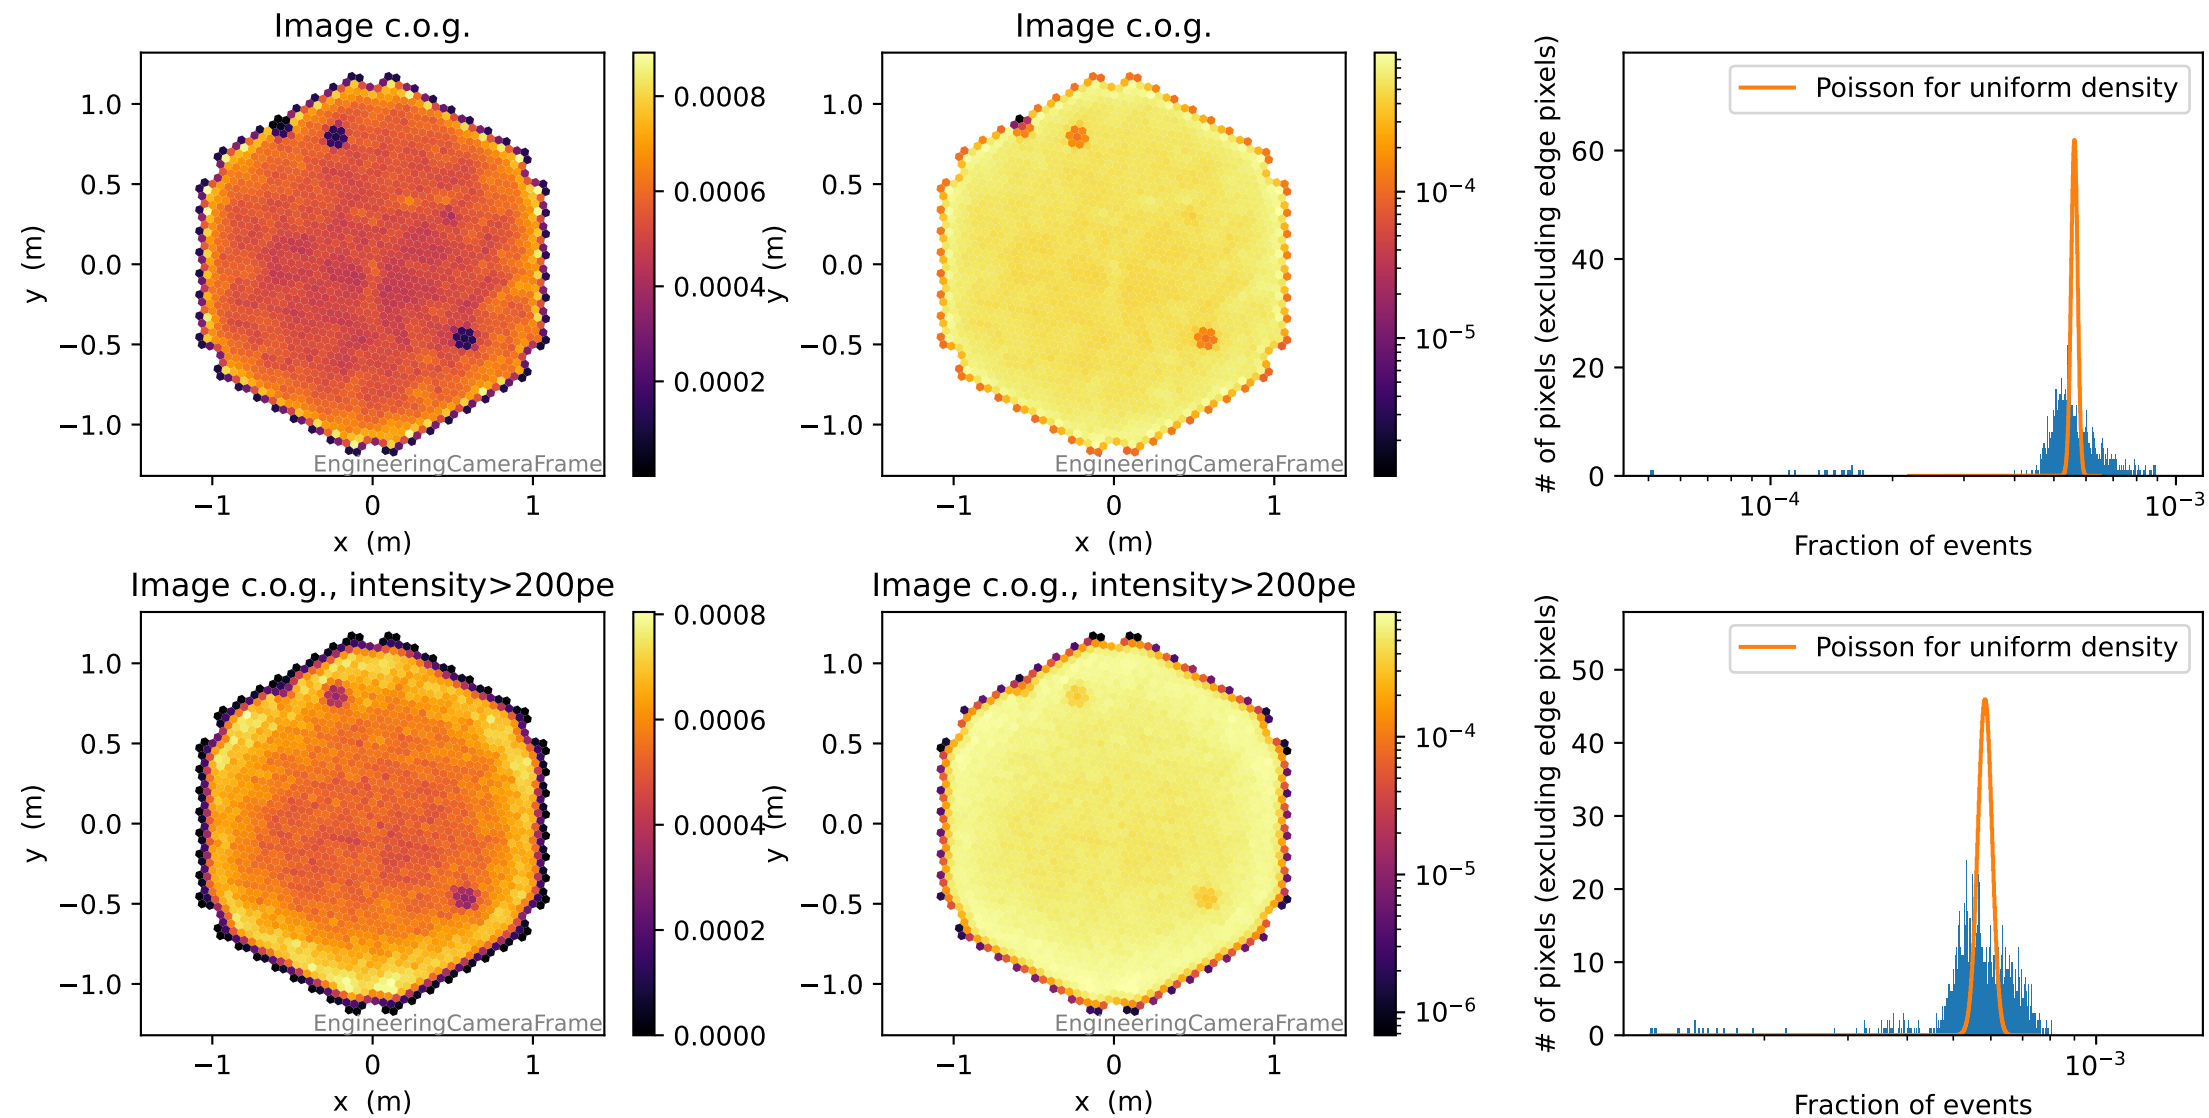 Image c.o.g.
1.0
0.5
0.0
−0.5
−1.0
y (m)
EngineeringCameraFrame
−1
0
1
x (m)
0.0008
0.0006
0.0004
0.0002
Image c.o.g.
1.0
0.5
0.0
−0.5
−1.0
y (m)
EngineeringCameraFrame
−1
0
1
x (m)
10⁻⁴
10⁻⁵
# of pixels (excluding edge pixels)
60
40
20
0
Poisson for uniform density
10⁻⁴
10⁻³
Fraction of events
Image c.o.g., intensity>200pe
1.0
0.5
0.0
−0.5
−1.0
y (m)
EngineeringCameraFrame
−1
0
1
x (m)
0.0008
0.0006
0.0004
0.0002
0.0000
Image c.o.g., intensity>200pe
1.0
0.5
0.0
−0.5
−1.0
y (m)
EngineeringCameraFrame
−1
0
1
x (m)
10⁻⁴
10⁻⁵
10⁻⁶
# of pixels (excluding edge pixels)
50
40
30
20
10
0
Poisson for uniform density
10⁻³
Fraction of events